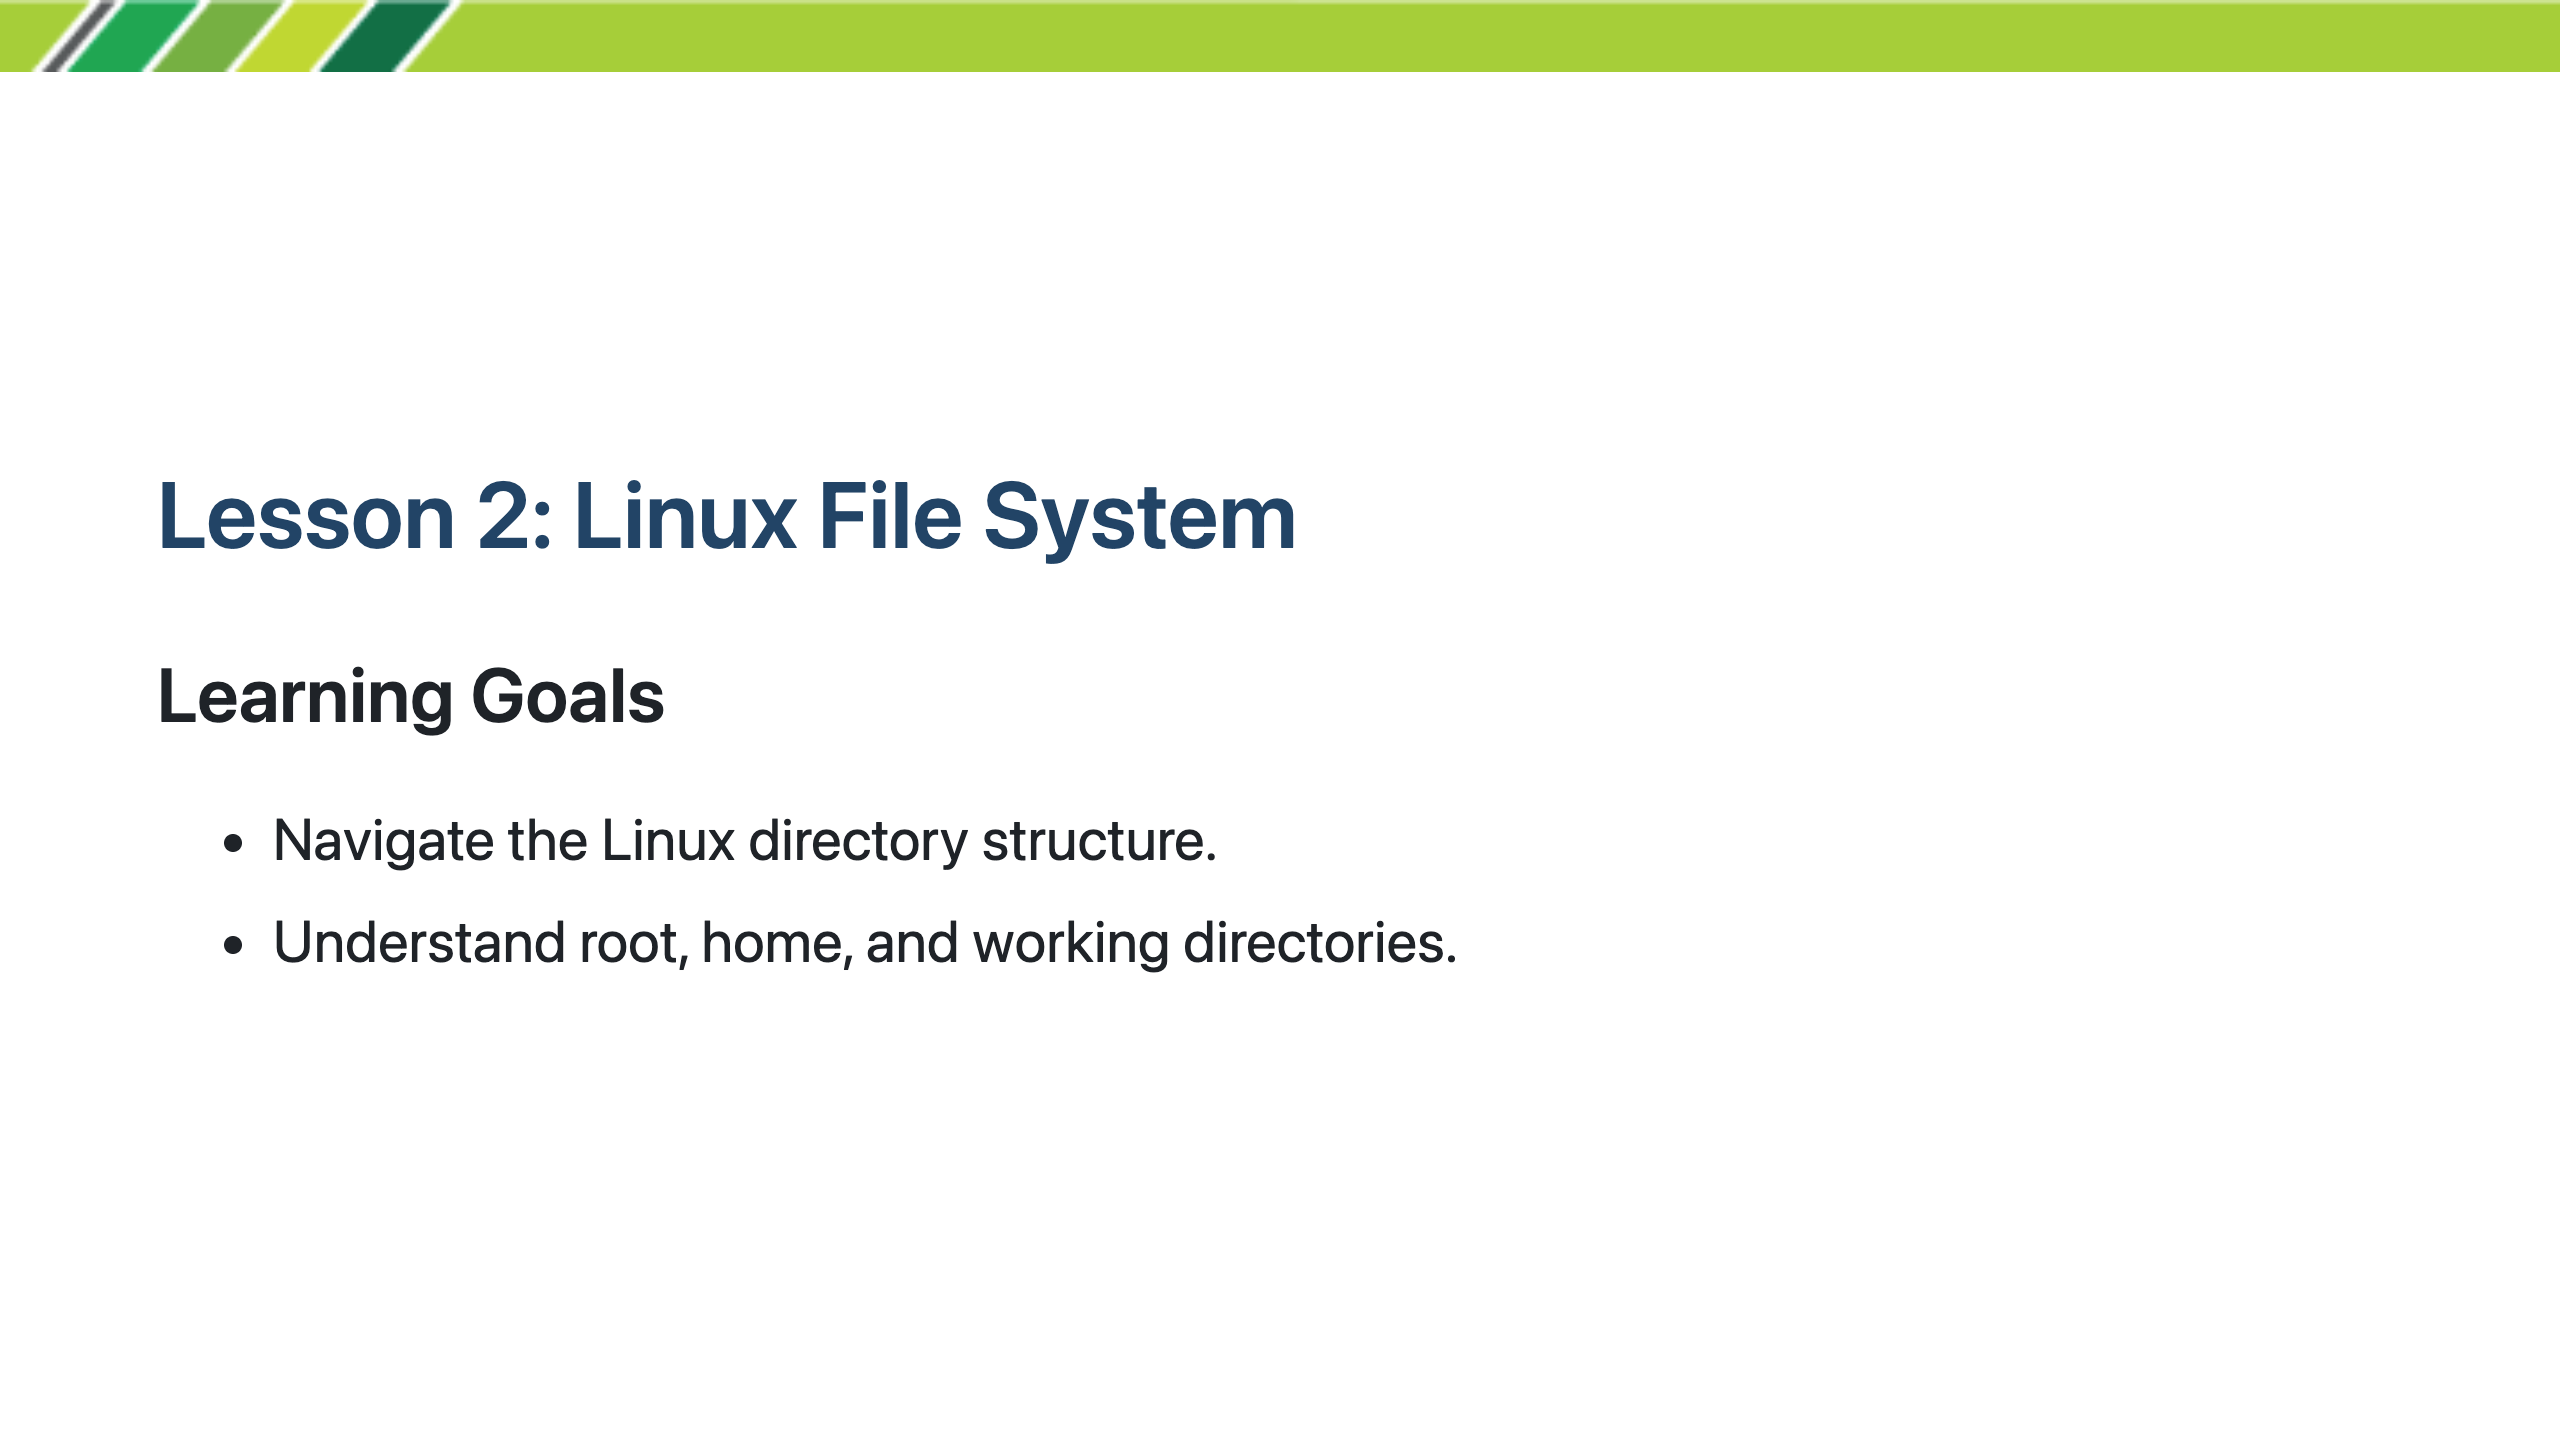 Lesson 2: Linux File System
Learning Goals
• Navigate the Linux directory structure.
• Understand root, home, and working directories.